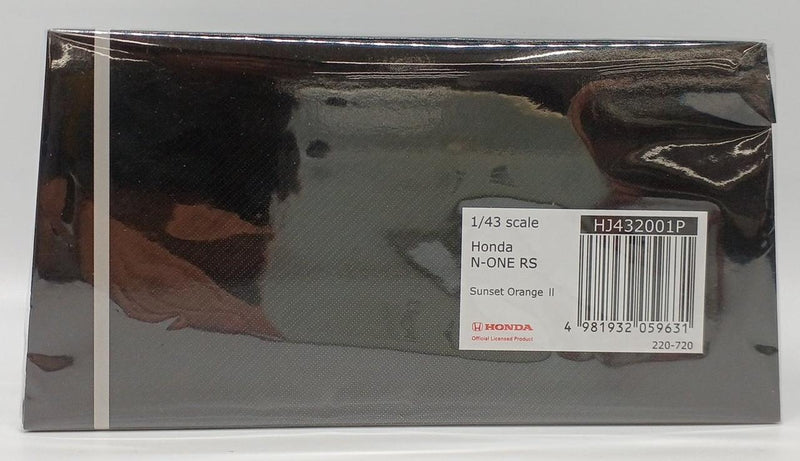 1/43 scale
HJ432001P
Honda
N-ONE RS
Sunset Orange II
HONDA
Official Licensed Product
4 981932 059631
220-720